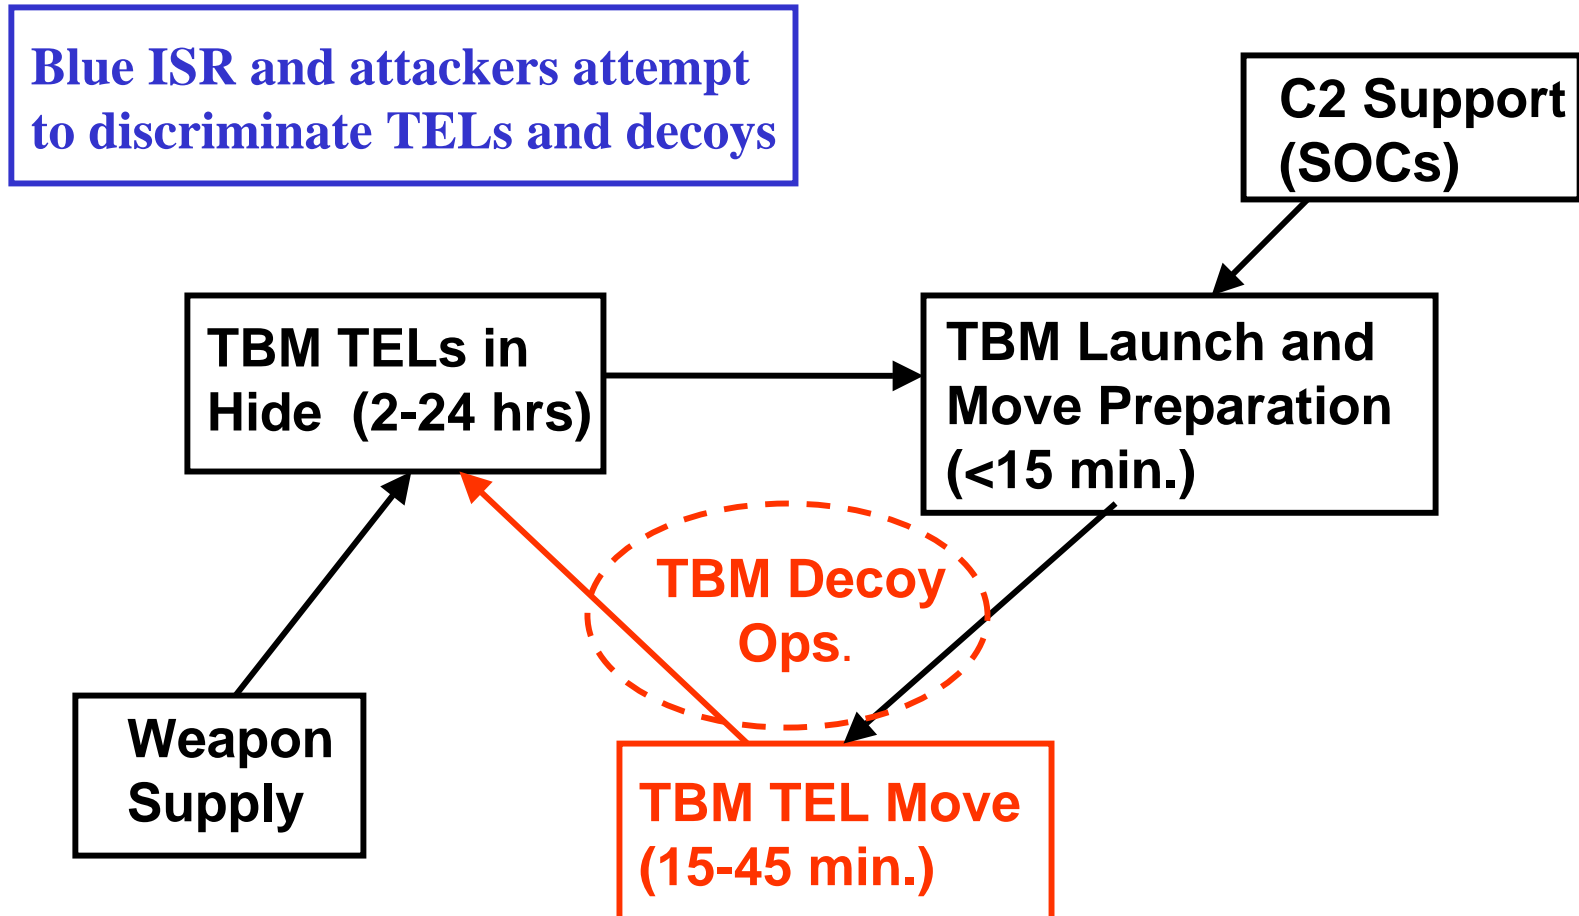 Blue ISR and attackers attempt
to discriminate TELs and decoys
C2 Support
(SOCs)
TBM TELs in
Hide (2-24 hrs)
TBM Launch and
Move Preparation
(<15 min.)
TBM Decoy
Ops.
Weapon
Supply
TBM TEL Move
(15-45 min.)